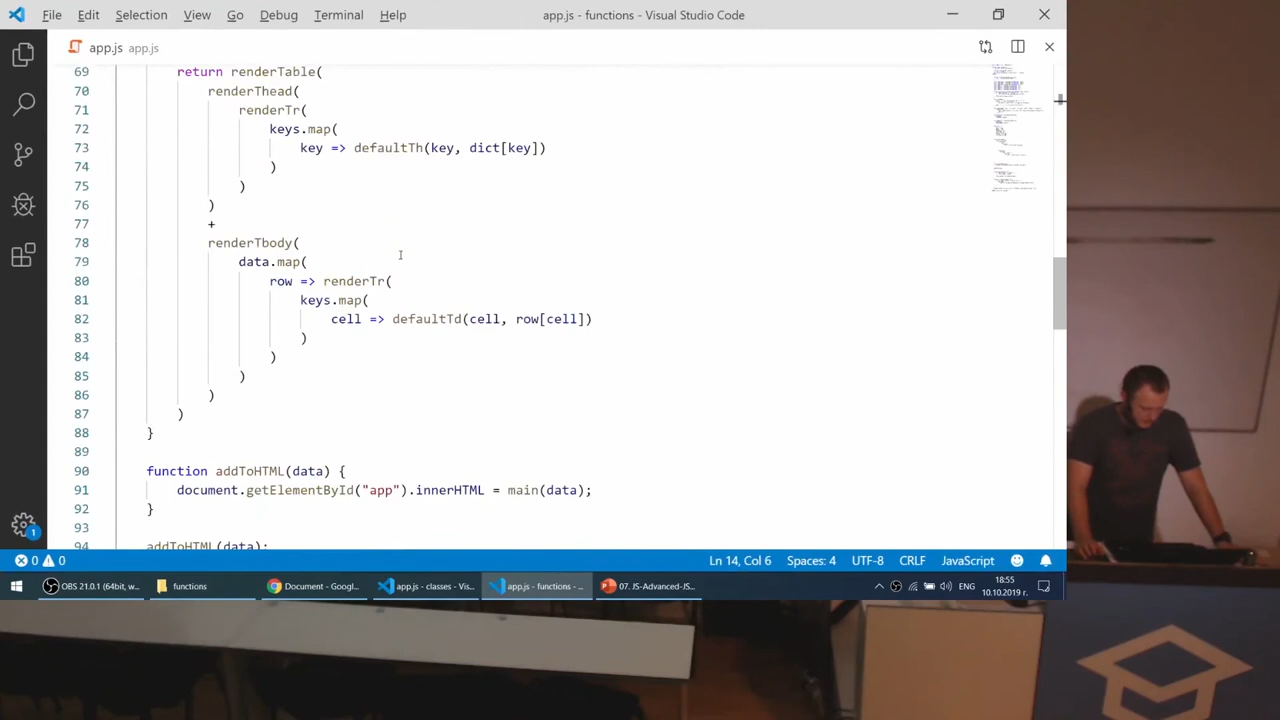 File Edit Selection View Go Debug Terminal Help app.js - functions - Visual Studio Code
app.js app.js
69 return renderTable(
70 renderThead(
71 renderT
72 keys.map(
73 key => defaultTh(key, dict[key])
74 )
75 )
76 )
77 +
78 renderTbody(
79 data.map(
80 row => renderTr(
81 keys.map(
82 cell => defaultTd(cell, row[cell])
83 )
84 )
85 )
86 )
87 )
88 }
89
90 function addToHTML(data) {
91 document.getElementById("app").innerHTML = main(data);
92 }
93
94 addToHTML(data);
1 0 0 Ln 14, Col 6 Spaces: 4 UTF-8 CRLF JavaScript
OBS 21.0.1 (64bit, w... functions Document - Googl... app.js - classes - Vis... app.js - functions - ... 07. JS-Advanced-JS... ENG 18:55
10.10.2019 г.